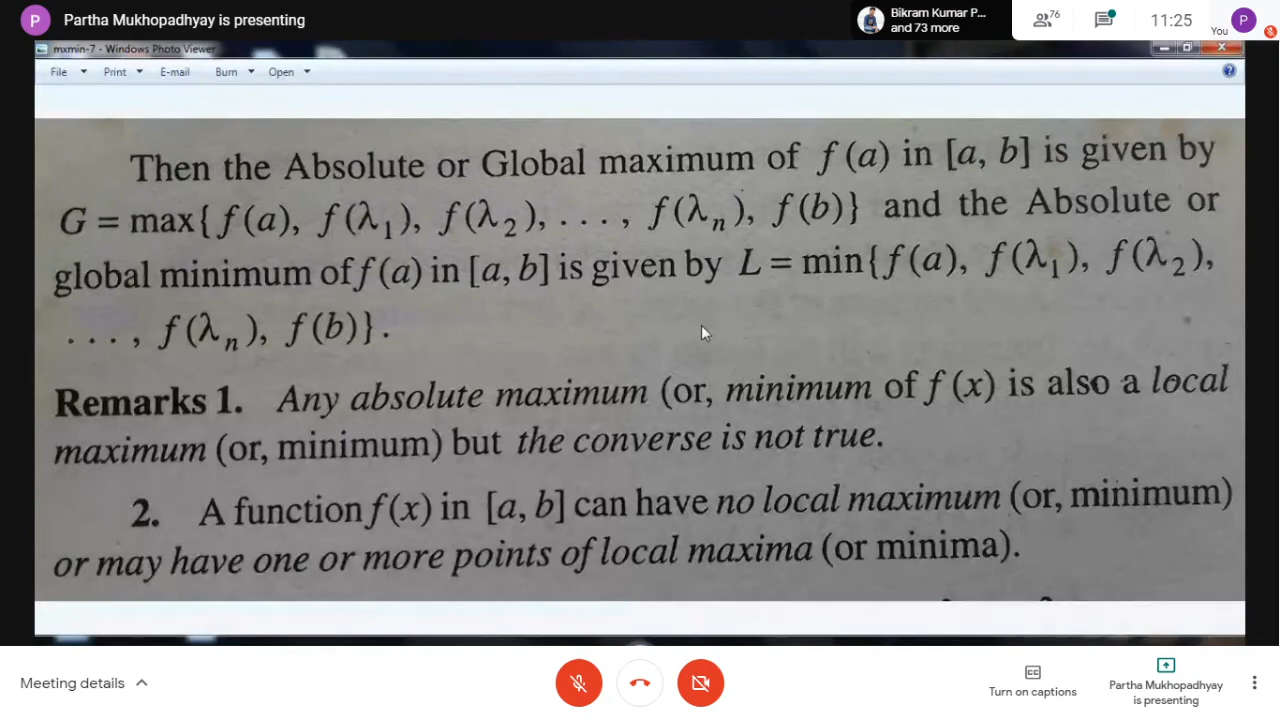 P Partha Mukhopadhyay is presenting
Bikram Kumar P...
and 73 more
76
11:25
You
P
mxmin-7 - Windows Photo Viewer
File Print E-mail Burn Open
Then the Absolute or Global maximum of f (a) in [a, b] is given by
G = max{ f(a), f(λ₁), f(λ₂), . . . , f(λₙ), f(b)} and the Absolute or
global minimum of f (a) in [a, b] is given by L = min{f(a), f(λ₁), f(λ₂),
. . . , f(λₙ), f(b)}.
Remarks 1. Any absolute maximum (or, minimum of f (x) is also a local
maximum (or, minimum) but the converse is not true.
2. A function f(x) in [a, b] can have no local maximum (or, minimum)
or may have one or more points of local maxima (or minima).
Meeting details
CC
Turn on captions
Partha Mukhopadhyay
is presenting